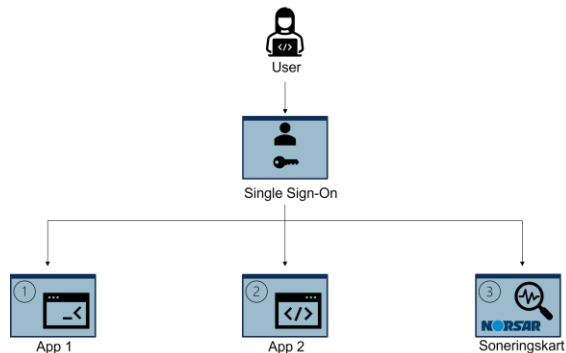 </>
User
Single Sign-On
1
_<
App 1
2
</>
App 2
3
NORSAR
Soneringskart